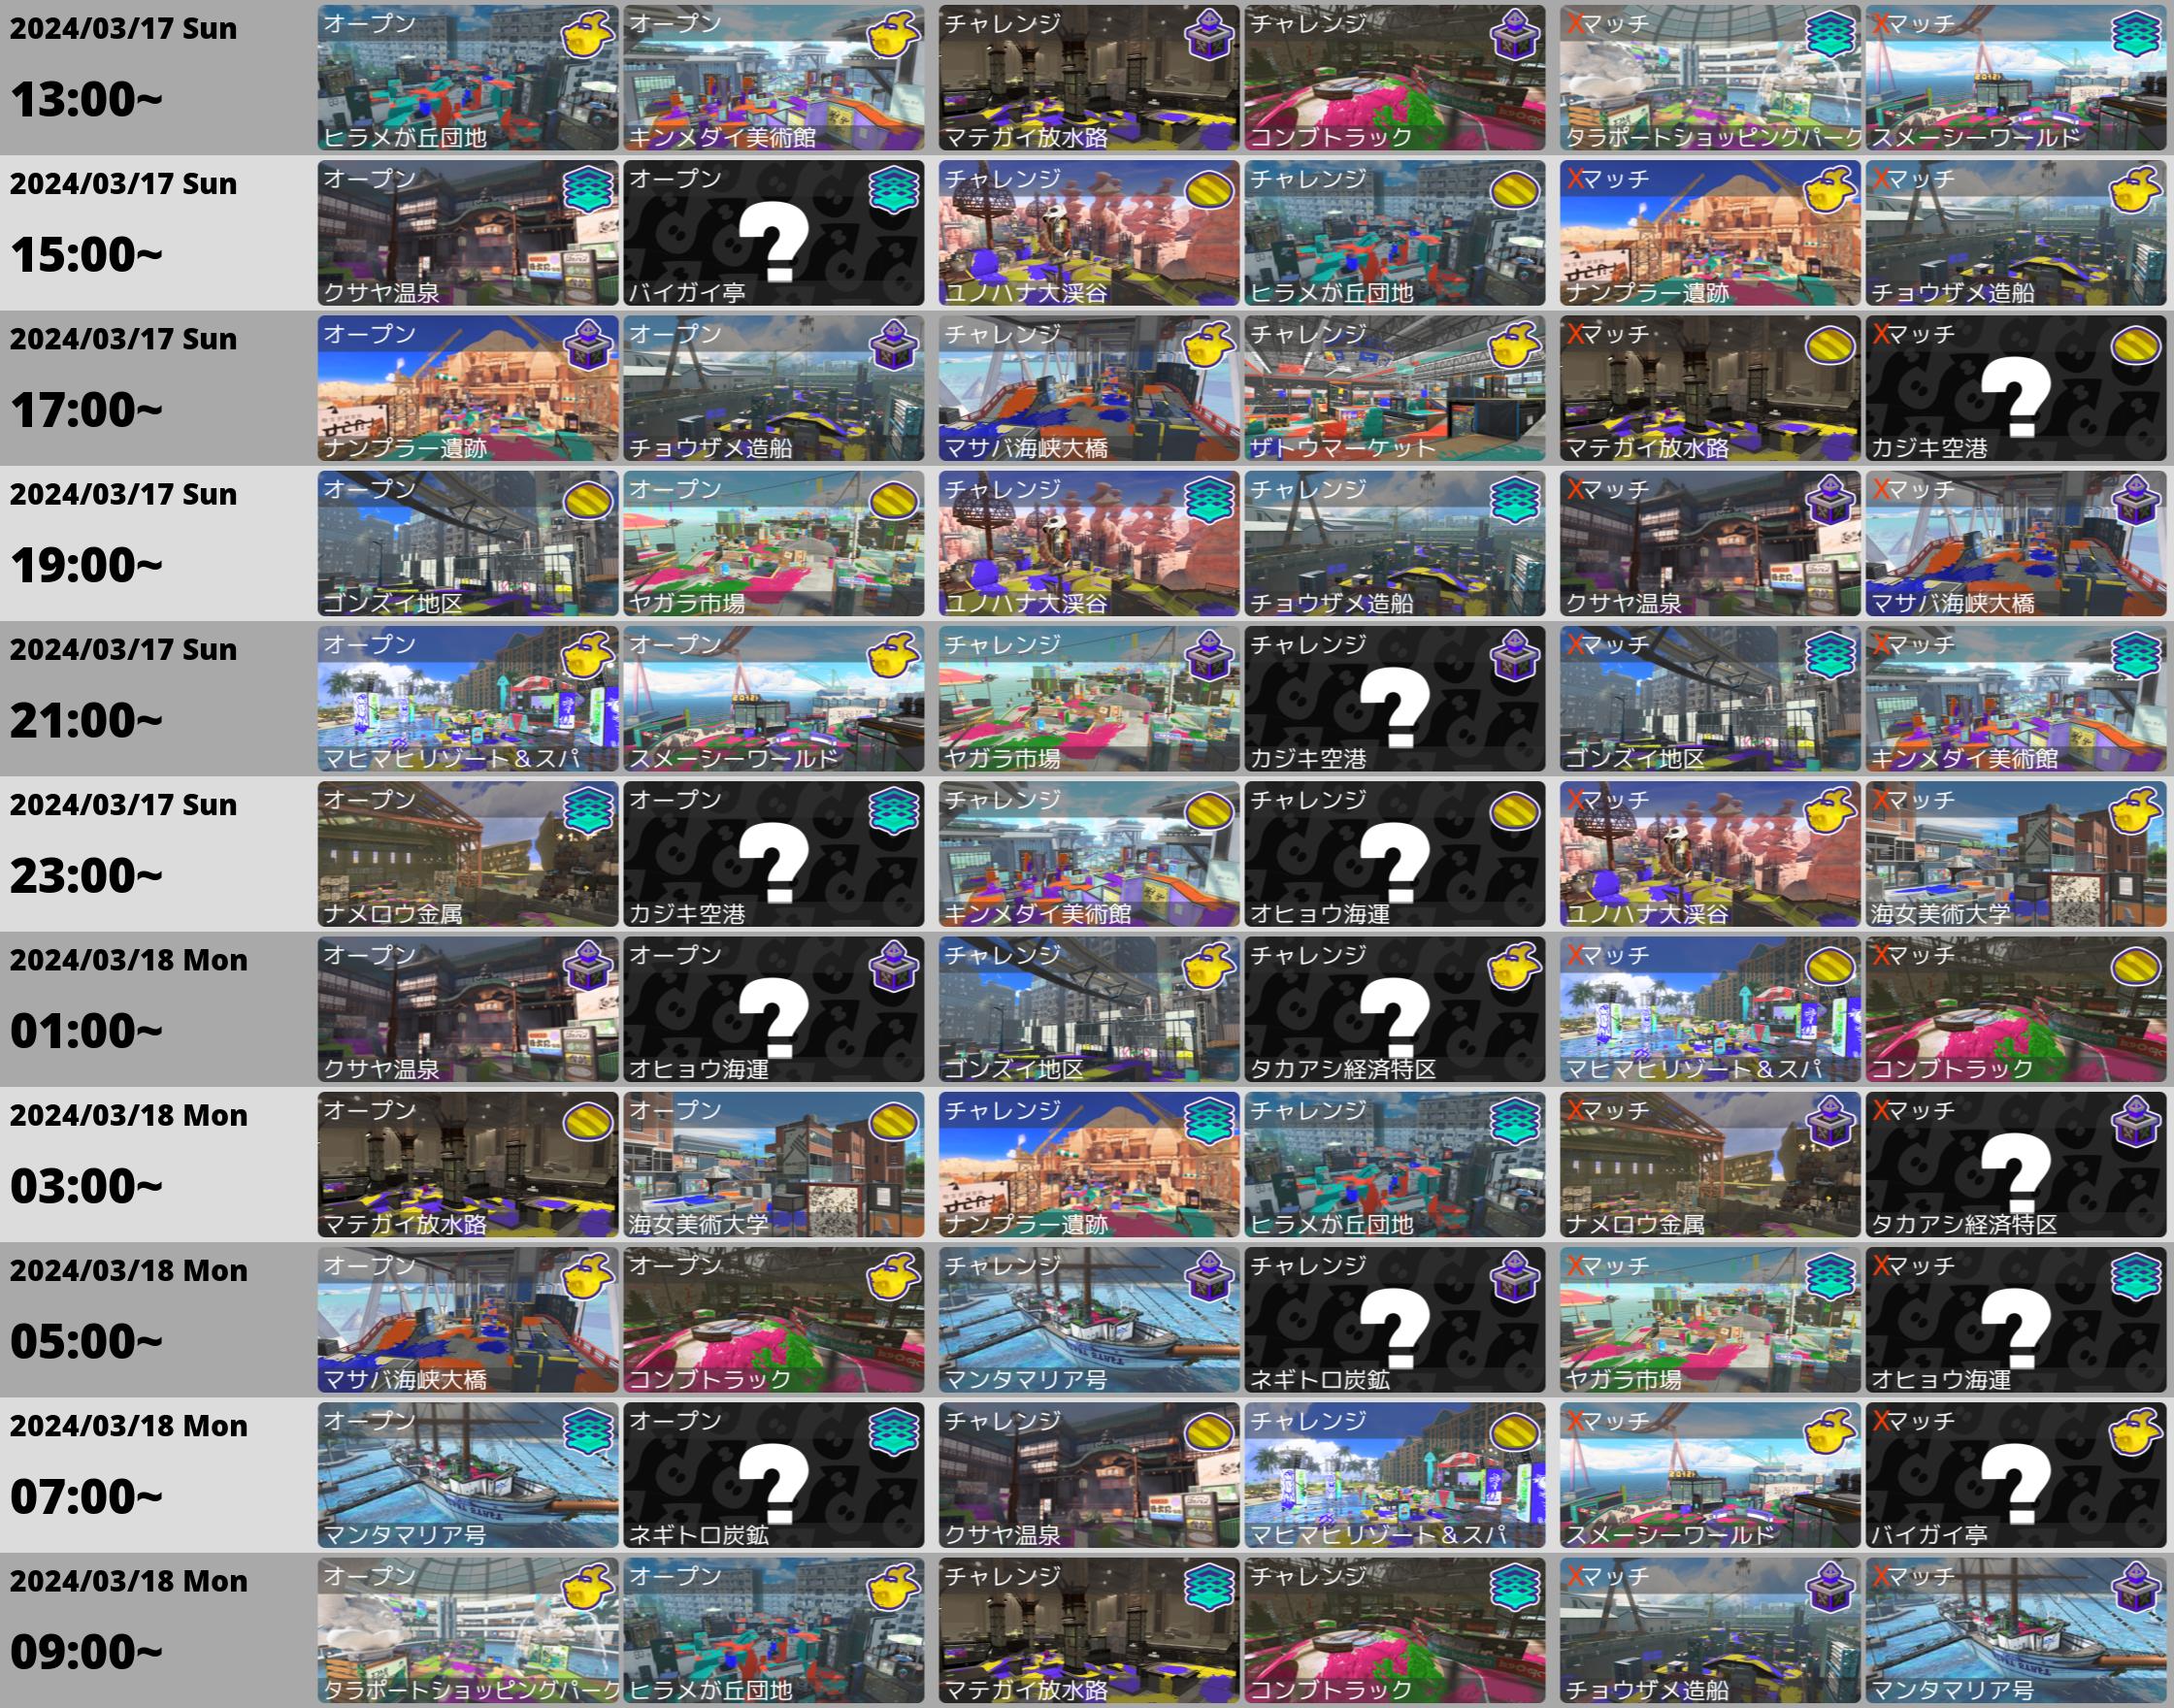 2024/03/17 Sun
13:00~
オープン
ヒラメが丘団地
オープン
キンメダイ美術館
チャレンジ
マテガイ放水路
チャレンジ
コンブトラック
Xマッチ
タラポートショッピングパーク
Xマッチ
スメーシーワールド
2024/03/17 Sun
15:00~
オープン
クサヤ温泉
オープン
?
バイガイ亭
チャレンジ
ユノハナ大渓谷
チャレンジ
ヒラメが丘団地
Xマッチ
ナンプラー遺跡
Xマッチ
チョウザメ造船
2024/03/17 Sun
17:00~
オープン
ナンプラー遺跡
オープン
チョウザメ造船
チャレンジ
マサバ海峡大橋
チャレンジ
ザトウマーケット
Xマッチ
マテガイ放水路
Xマッチ
?
カジキ空港
2024/03/17 Sun
19:00~
オープン
ゴンズイ地区
オープン
ヤガラ市場
チャレンジ
ユノハナ大渓谷
チャレンジ
チョウザメ造船
Xマッチ
クサヤ温泉
Xマッチ
マサバ海峡大橋
2024/03/17 Sun
21:00~
オープン
マヒマヒリゾート＆スパ
オープン
スメーシーワールド
チャレンジ
ヤガラ市場
チャレンジ
?
カジキ空港
Xマッチ
ゴンズイ地区
Xマッチ
キンメダイ美術館
2024/03/17 Sun
23:00~
オープン
ナメロウ金属
オープン
?
カジキ空港
チャレンジ
キンメダイ美術館
チャレンジ
?
オヒョウ海運
Xマッチ
ユノハナ大渓谷
Xマッチ
海女美術大学
2024/03/18 Mon
01:00~
オープン
クサヤ温泉
オープン
?
オヒョウ海運
チャレンジ
ゴンズイ地区
チャレンジ
?
タカアシ経済特区
Xマッチ
マヒマヒリゾート＆スパ
Xマッチ
コンブトラック
2024/03/18 Mon
03:00~
オープン
マテガイ放水路
オープン
海女美術大学
チャレンジ
ナンプラー遺跡
チャレンジ
ヒラメが丘団地
Xマッチ
ナメロウ金属
Xマッチ
?
タカアシ経済特区
2024/03/18 Mon
05:00~
オープン
マサバ海峡大橋
オープン
コンブトラック
チャレンジ
マンタマリア号
チャレンジ
?
ネギトロ炭鉱
Xマッチ
ヤガラ市場
Xマッチ
?
オヒョウ海運
2024/03/18 Mon
07:00~
オープン
マンタマリア号
オープン
?
ネギトロ炭鉱
チャレンジ
クサヤ温泉
チャレンジ
マヒマヒリゾート＆スパ
Xマッチ
スメーシーワールド
Xマッチ
?
バイガイ亭
2024/03/18 Mon
09:00~
オープン
タラポートショッピングパーク
オープン
ヒラメが丘団地
チャレンジ
マテガイ放水路
チャレンジ
コンブトラック
Xマッチ
チョウザメ造船
Xマッチ
マンタマリア号